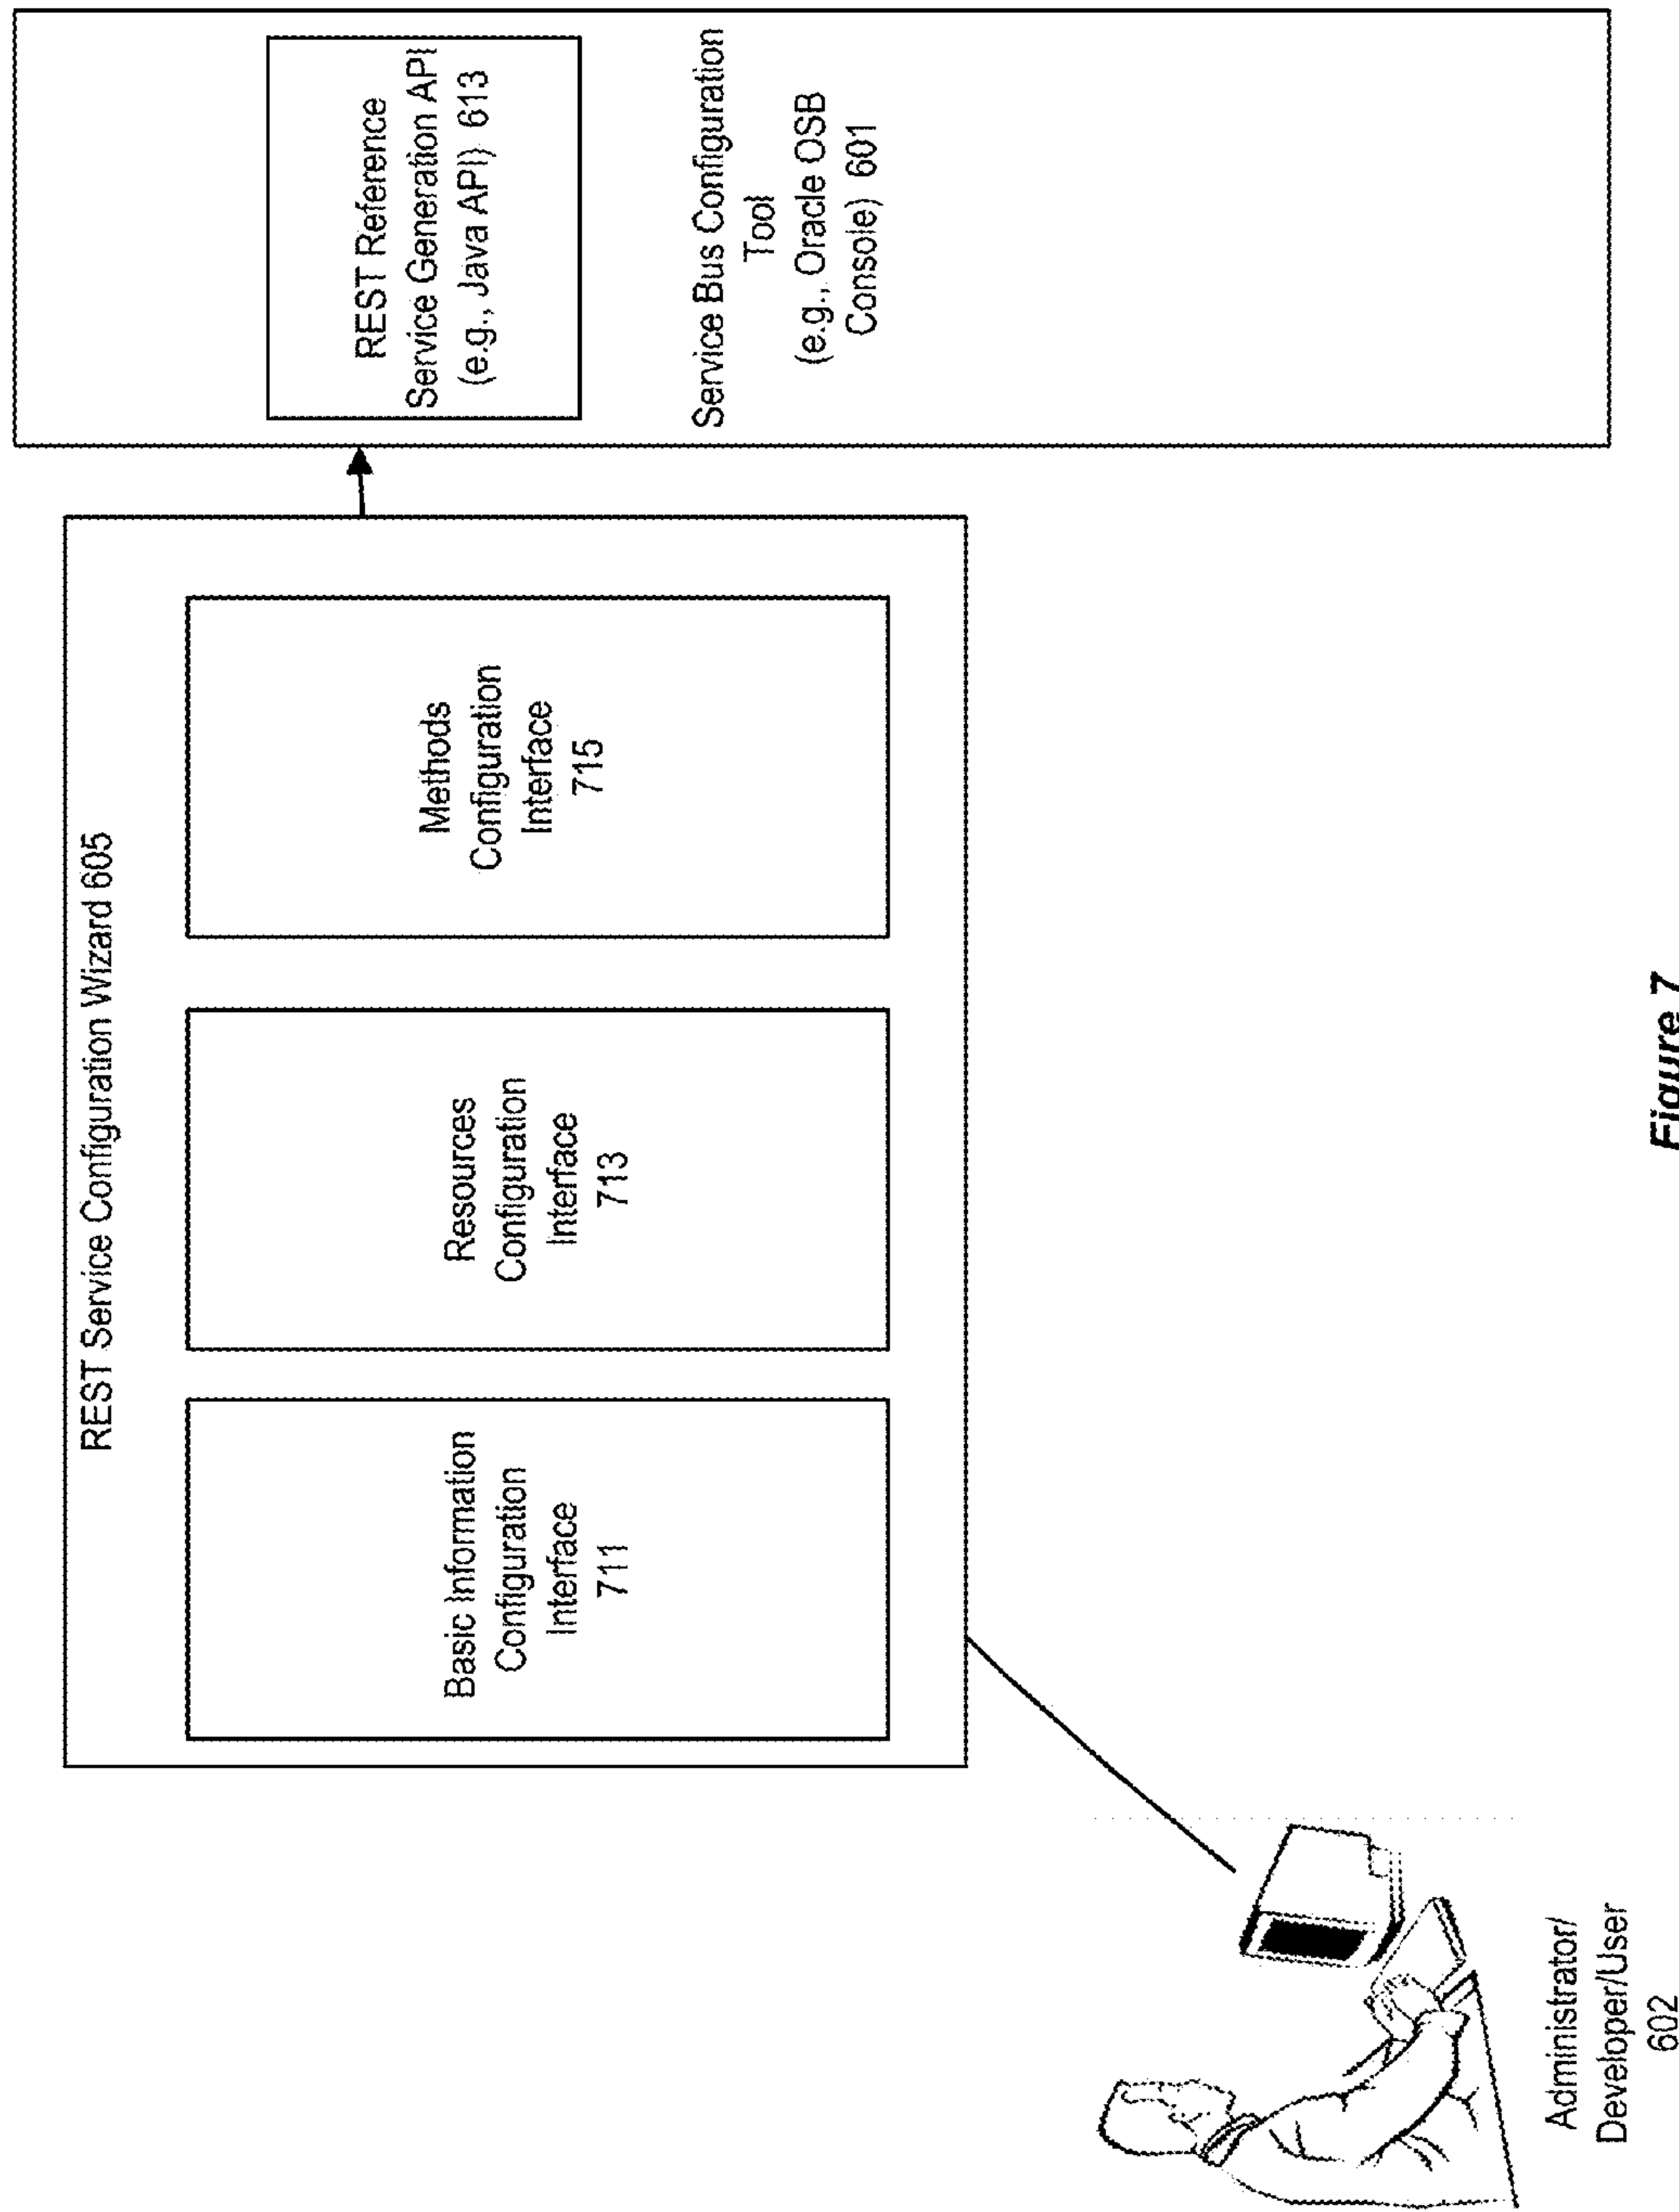 REST Service Configuration Wizard 605
Basic Information
Configuration
Interface
711
Resources
Configuration
Interface
713
Methods
Configuration
Interface
715
REST Reference
Service Generation API
(e.g., Java API) 613
Service Bus Configuration
Tool
(e.g., Oracle OSB
Console) 601
Administrator/
Developer/User
602
Figure 7